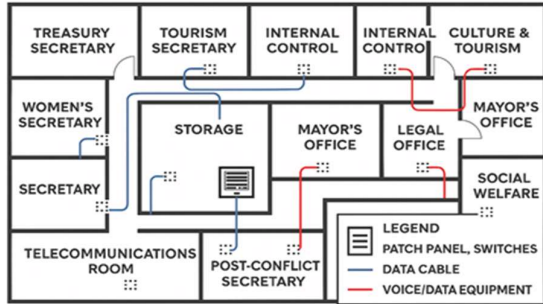 TREASURY
SECRETARY
TOURISM
SECRETARY
INTERNAL
CONTROL
INTERNAL
CONTROL
CULTURE &
TOURISM
WOMEN'S
SECRETARY
STORAGE
MAYOR'S
OFFICE
LEGAL
OFFICE
MAYOR'S
OFFICE
SECRETARY
SOCIAL
WELFARE
TELECOMMUNICATIONS
ROOM
POST-CONFLICT
SECRETARY
LEGEND
PATCH PANEL, SWITCHES
DATA CABLE
VOICE/DATA EQUIPMENT